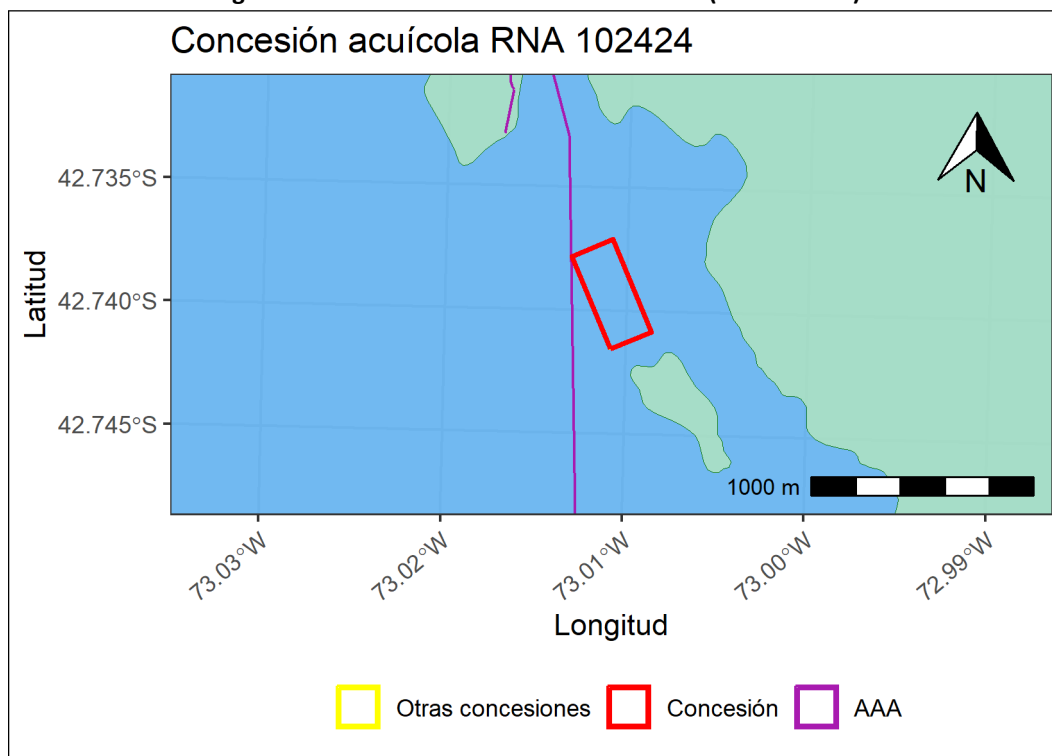 Concesión acuícola RNA 102424
N
42.735°S
42.740°S
42.745°S
Latitud
1000 m
73.03°W
73.02°W
73.01°W
73.00°W
72.99°W
Longitud
Otras concesiones
Concesión
AAA